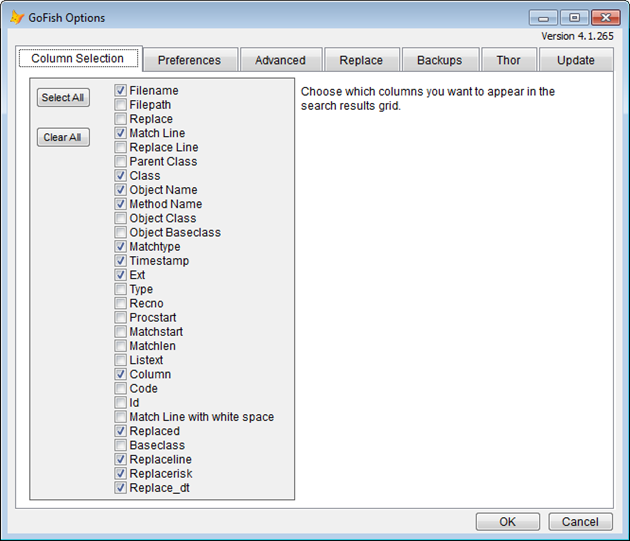 GoFish Options
Version 4.1.265
Column Selection
Preferences
Advanced
Replace
Backups
Thor
Update
Select All
Clear All
Filename
Filepath
Replace
Match Line
Replace Line
Parent Class
Class
Object Name
Method Name
Object Class
Object Baseclass
Matchtype
Timestamp
Ext
Type
Recno
Procstart
Matchstart
Matchlen
Listext
Column
Code
Id
Match Line with white space
Replaced
Baseclass
Replaceline
Replacerisk
Replace_dt
Choose which columns you want to appear in the
search results grid.
OK
Cancel